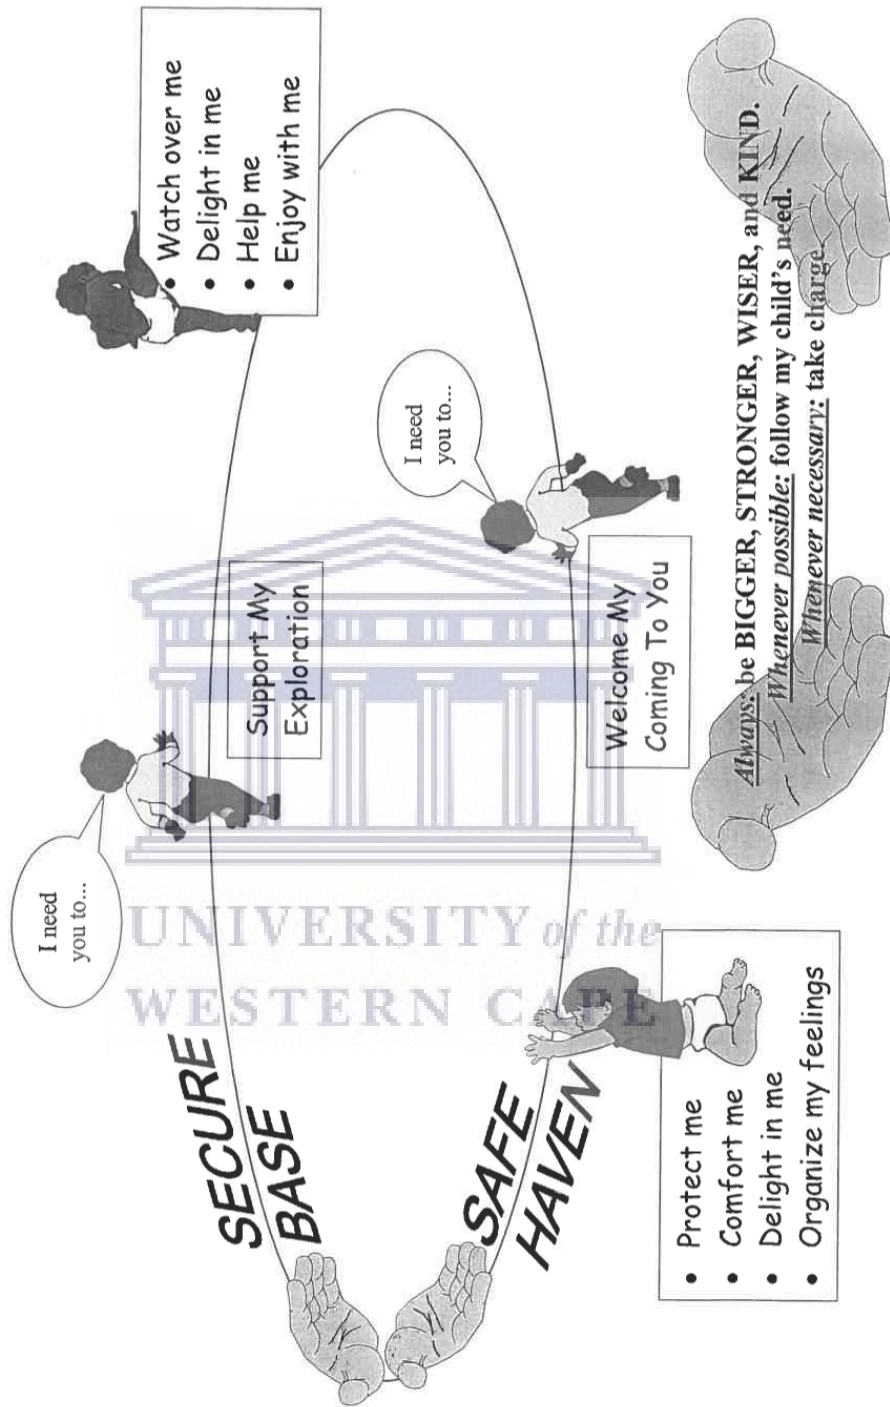 I need
you to...
SECURE
BASE
Support My
Exploration
• Watch over me
• Delight in me
• Help me
• Enjoy with me
I need
you to...
SAFE
HAVEN
Welcome My
Coming To You
• Protect me
• Comfort me
• Delight in me
• Organize my feelings
Always: be BIGGER, STRONGER, WISER, and KIND.
Whenever possible: follow my child's need.
Whenever necessary: take charge.
UNIVERSITY of the
WESTERN CAPE